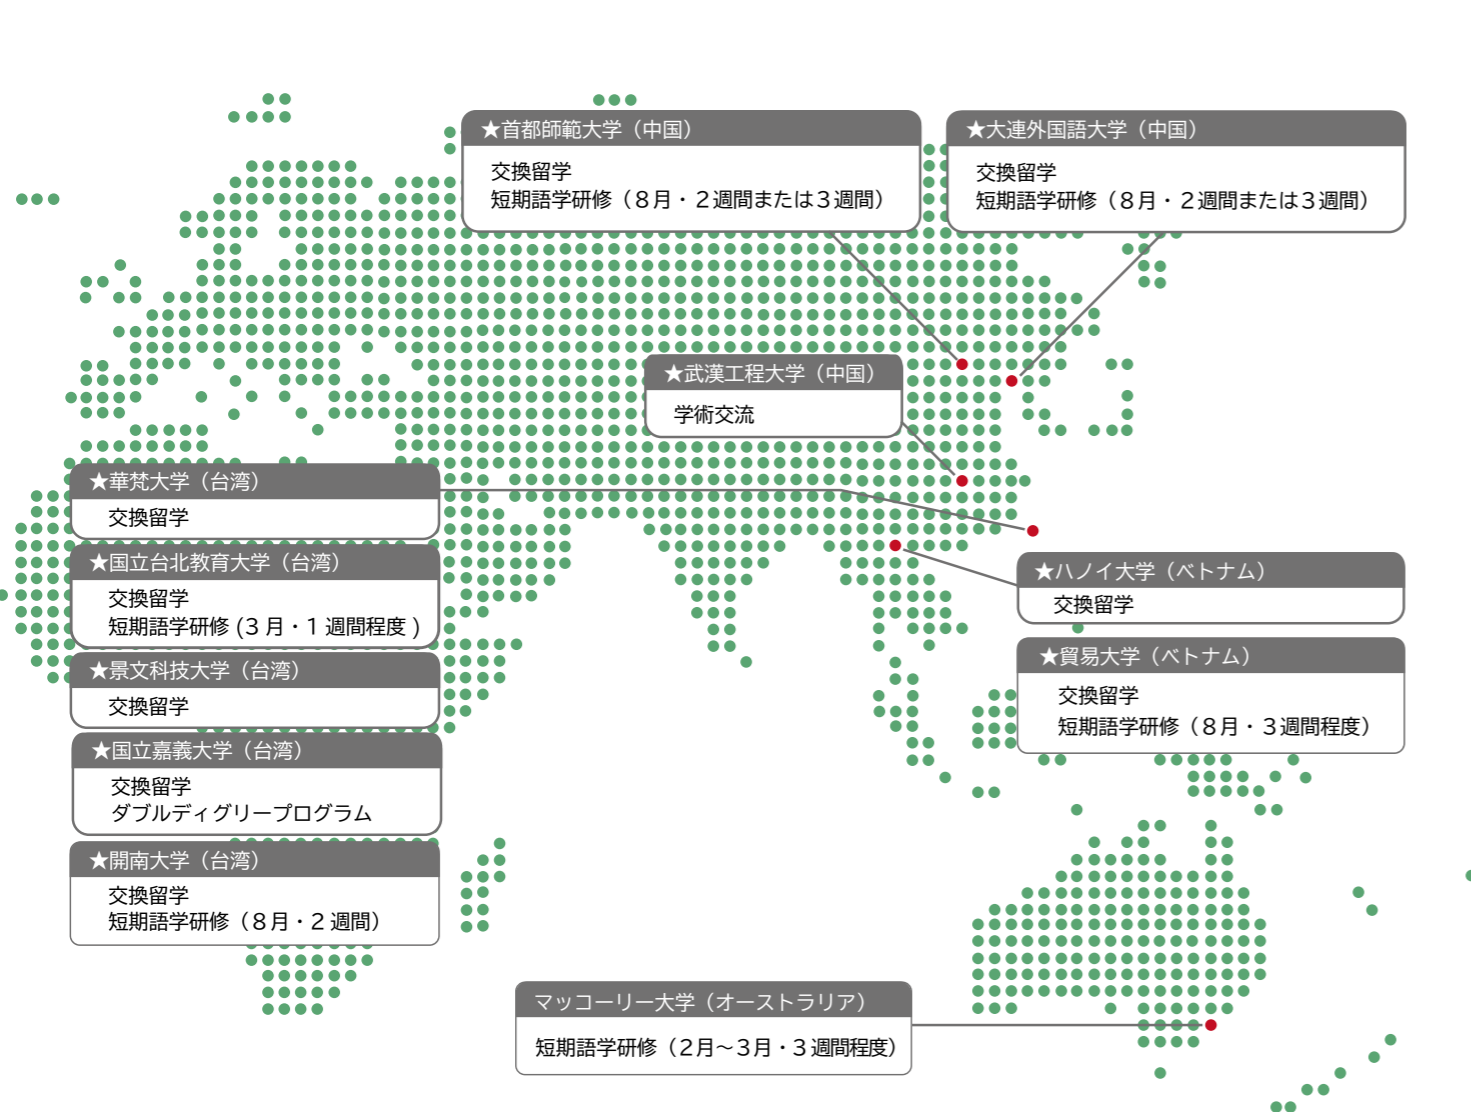 ★首都師範大学（中国）
交換留学
短期語学研修（８月・２週間または３週間）
★大連外国語大学（中国）
交換留学
短期語学研修（８月・２週間または３週間）
★武漢工程大学（中国）
学術交流
★華梵大学（台湾）
交換留学
★国立台北教育大学（台湾）
交換留学
短期語学研修 (３月・１週間程度 )
★景文科技大学（台湾）
交換留学
★国立嘉義大学（台湾）
交換留学
ダブルディグリープログラム
★開南大学（台湾）
交換留学
短期語学研修（８月・２週間）
★ハノイ大学（ベトナム）
交換留学
★貿易大学（ベトナム）
交換留学
短期語学研修（８月・３週間程度）
マッコーリー大学（オーストラリア）
短期語学研修（２月～３月・３週間程度）